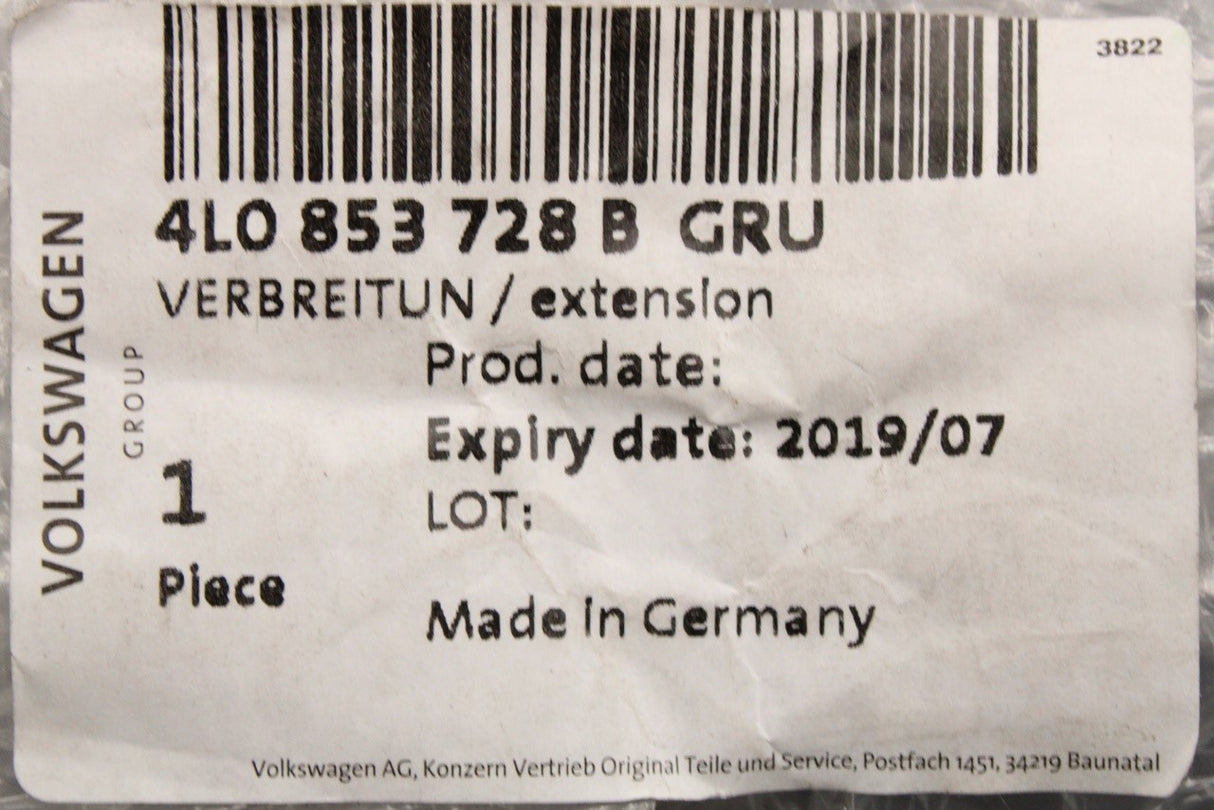 3822
4L0 853 728 B GRU
VERBREITUN / extension
Prod. date:
Expiry date: 2019/07
LOT:
1
Piece
Made in Germany
VOLKSWAGEN
GROUP
Volkswagen AG, Konzern Vertrieb Original Teile und Service, Postfach 1451, 34219 Baunatal